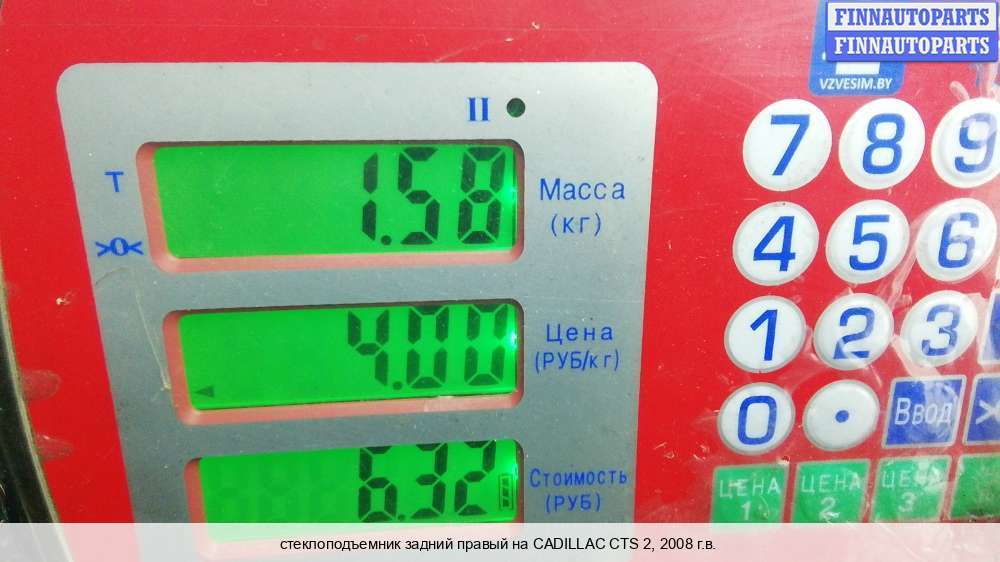 FINNAUTOPARTS
FINNAUTOPARTS
VZVESIM.BY
II
T
1.58
Масса
(кг)
>0<
4.00
Цена
(РУБ/кг)
6.32
Стоимость
(РУБ)
7 8 9
4 5 6
1 2 3
0 . Ввод
ЦЕНА 1
ЦЕНА 2
ЦЕНА 3
стеклоподъемник задний правый на CADILLAC CTS 2, 2008 г.в.